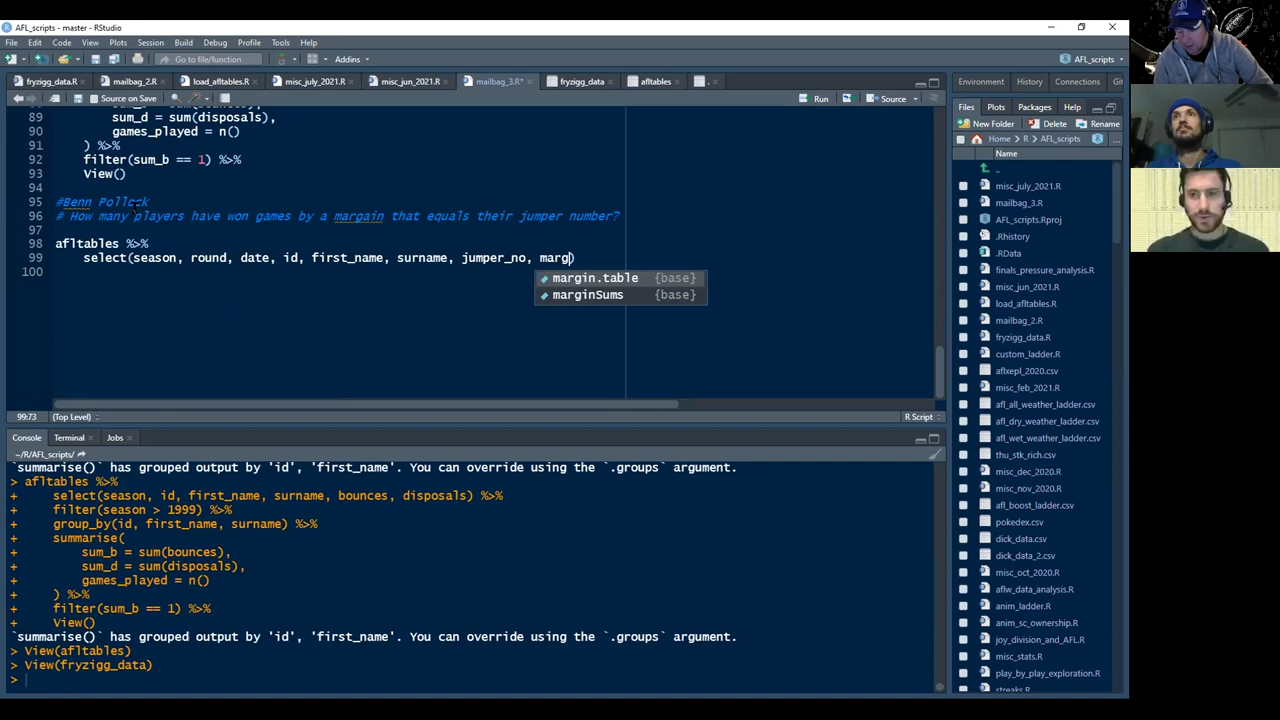 AFL_scripts - master - RStudio
File Edit Code View Plots Session Build Debug Profile Tools Help
Go to file/function Addins AFL_scripts
fryzigg_data.R mailbag_2.R load_afltables.R misc_july_2021.R misc_jun_2021.R mailbag_3.R* fryzigg_data afltables .
Source on Save Run Source
89 sum_d = sum(disposals),
90 games_played = n()
91 ) %>%
92 filter(sum_b == 1) %>%
93 View()
94
95 #Benn Pollock
96 # How many players have won games by a margain that equals their jumper number?
97
98 afltables %>%
99 select(season, round, date, id, first_name, surname, jumper_no, marg)
100
margin.table {base}
marginSums {base}
99:73 (Top Level) R Script
Console Terminal Jobs
~/R/AFL_scripts/
`summarise()` has grouped output by 'id', 'first_name'. You can override using the `.groups` argument.
> afltables %>%
+ select(season, id, first_name, surname, bounces, disposals) %>%
+ filter(season > 1999) %>%
+ group_by(id, first_name, surname) %>%
+ summarise(
+ sum_b = sum(bounces),
+ sum_d = sum(disposals),
+ games_played = n()
+ ) %>%
+ filter(sum_b == 1) %>%
+ View()
`summarise()` has grouped output by 'id', 'first_name'. You can override using the `.groups` argument.
> View(afltables)
> View(fryzigg_data)
>
Environment History Connections Git
Files Plots Packages Help
New Folder Delete Rename
Home R AFL_scripts ...
Name
..
misc_july_2021.R
mailbag_3.R
AFL_scripts.Rproj
.Rhistory
.RData
finals_pressure_analysis.R
misc_jun_2021.R
load_afltables.R
mailbag_2.R
fryzigg_data.R
custom_ladder.R
aflxepl_2020.csv
misc_feb_2021.R
afl_all_weather_ladder.csv
afl_dry_weather_ladder.csv
afl_wet_weather_ladder.csv
thu_stk_rich.csv
misc_dec_2020.R
misc_nov_2020.R
afl_boost_ladder.csv
pokedex.csv
dick_data.csv
dick_data_2.csv
misc_oct_2020.R
aflw_data_analysis.R
anim_ladder.R
anim_sc_ownership.R
joy_division_and_AFL.R
misc_stats.R
play_by_play_exploration.R
streaks.R